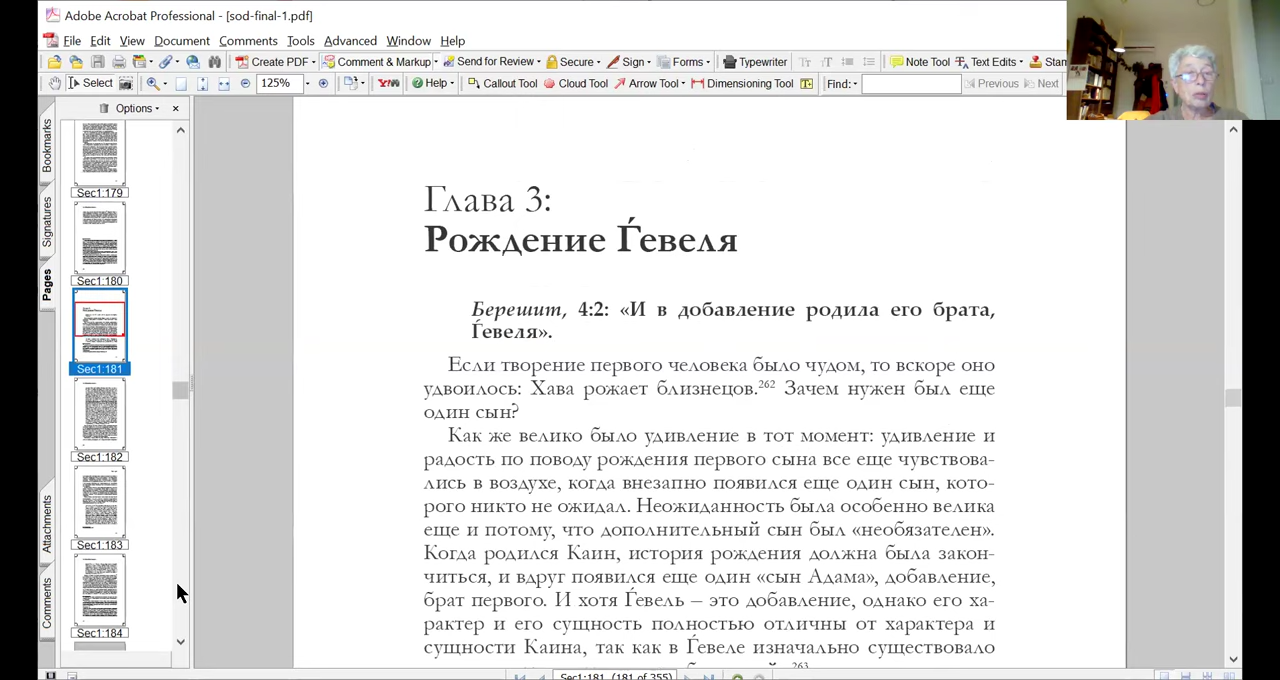 Adobe Acrobat Professional - [sod-final-1.pdf]
File Edit View Document Comments Tools Advanced Window Help
Create PDF Comment & Markup Send for Review Secure Sign Forms Typewriter Note Tool Text Edits Stam
Select 125% Help Callout Tool Cloud Tool Arrow Tool Dimensioning Tool Find: Previous Next
Options
Bookmarks
Signatures
Pages
Attachments
Comments
Sec1:179
Sec1:180
Sec1:181
Sec1:182
Sec1:183
Sec1:184
Глава 3:
Рождение Ѓевеля
Берешит, 4:2: «И в добавление родила его брата,
Ѓевеля».
Если творение первого человека было чудом, то вскоре оно
удвоилось: Хава рожает близнецов.262 Зачем нужен был еще
один сын?
Как же велико было удивление в тот момент: удивление и
радость по поводу рождения первого сына все еще чувствова-
лись в воздухе, когда внезапно появился еще один сын, кото-
рого никто не ожидал. Неожиданность была особенно велика
еще и потому, что дополнительный сын был «необязателен».
Когда родился Каин, история рождения должна была закон-
читься, и вдруг появился еще один «сын Адама», добавление,
брат первого. И хотя Ѓевель – это добавление, однако его ха-
рактер и его сущность полностью отличны от характера и
сущности Каина, так как в Ѓевеле изначально существовало
263
Sec1:181 (181 of 355)